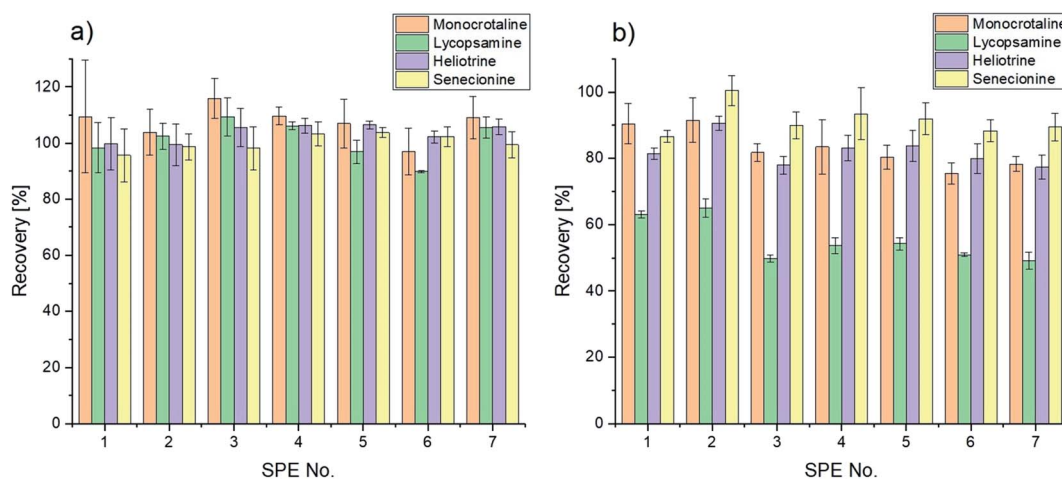 a)
Monocrotaline
Lycopsamine
Heliotrine
Senecionine
Recovery [%]
120
100
80
60
40
20
0
1 2 3 4 5 6 7
SPE No.
b)
Monocrotaline
Lycopsamine
Heliotrine
Senecionine
Recovery [%]
100
80
60
40
20
0
1 2 3 4 5 6 7
SPE No.